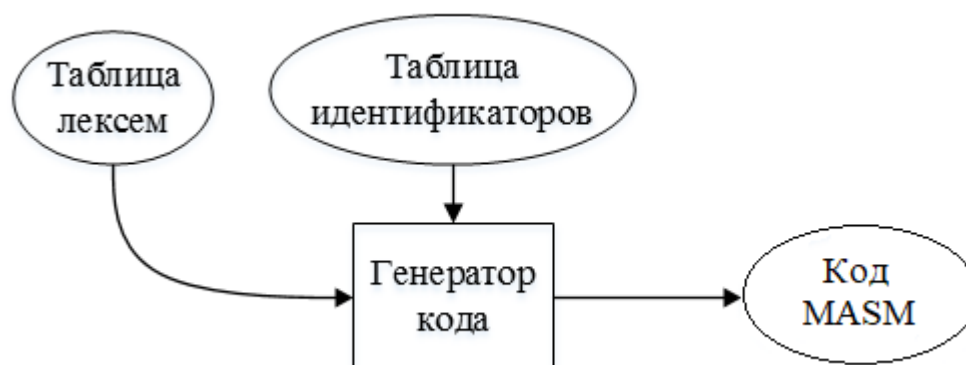 Таблица
лексем
Таблица
идентификаторов
Генератор
кода
Код
MASM